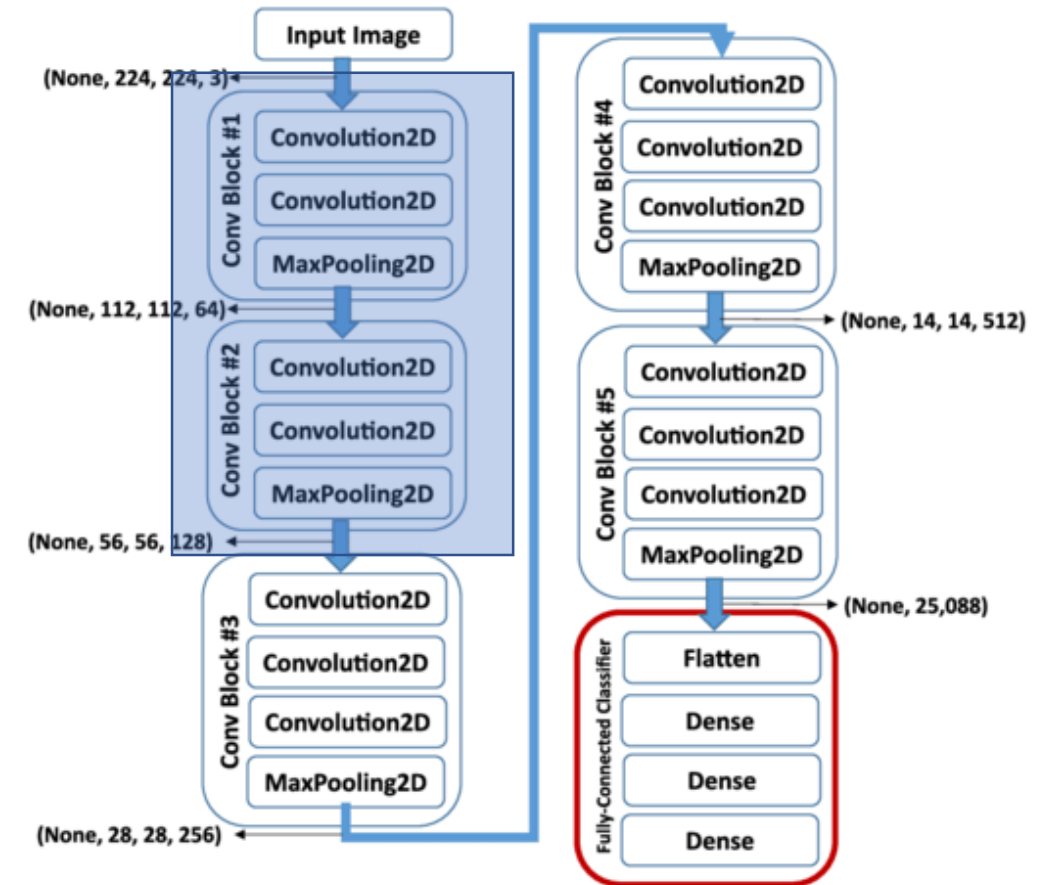 Input Image
(None, 224, 224, 3)
Conv Block #1
Convolution2D
Convolution2D
MaxPooling2D
(None, 112, 112, 64)
Conv Block #2
Convolution2D
Convolution2D
MaxPooling2D
(None, 56, 56, 128)
Conv Block #3
Convolution2D
Convolution2D
Convolution2D
MaxPooling2D
(None, 28, 28, 256)
Conv Block #4
Convolution2D
Convolution2D
Convolution2D
MaxPooling2D
(None, 14, 14, 512)
Conv Block #5
Convolution2D
Convolution2D
Convolution2D
MaxPooling2D
(None, 25,088)
Fully-Connected Classifier
Flatten
Dense
Dense
Dense